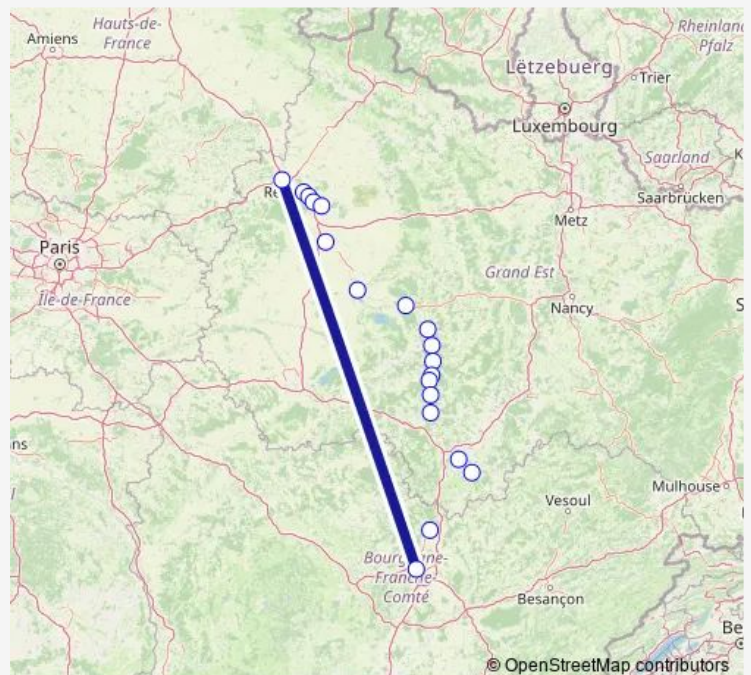 Hauts-de-
France
Amiens
Rheinland
Pfalz
Lëtzebuerg
Trier
Luxembourg
Saarland
Saarbrücken
Metz
Paris
Île-de-France
Grand Est
Nancy
Mulhouse
Vesoul
Franche-
Comté
Besançon
© OpenStreetMap contributors